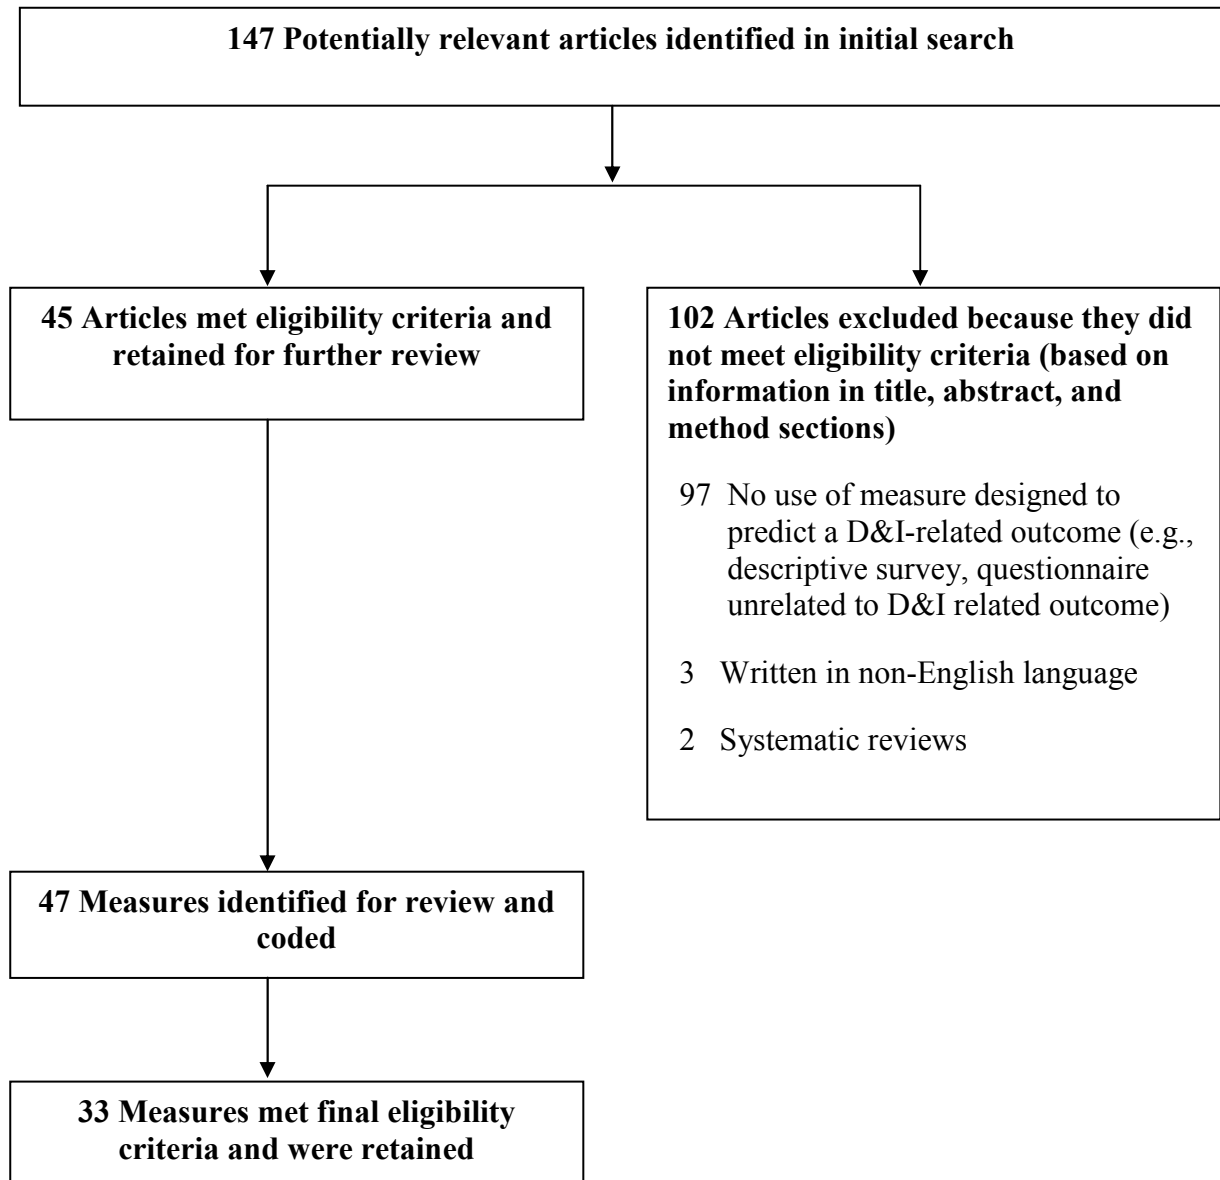 147 Potentially relevant articles identified in initial search
45 Articles met eligibility criteria and
retained for further review
102 Articles excluded because they did
not meet eligibility criteria (based on
information in title, abstract, and
method sections)
97 No use of measure designed to
predict a D&I-related outcome (e.g.,
descriptive survey, questionnaire
unrelated to D&I related outcome)
3 Written in non-English language
2 Systematic reviews
47 Measures identified for review and
coded
33 Measures met final eligibility
criteria and were retained